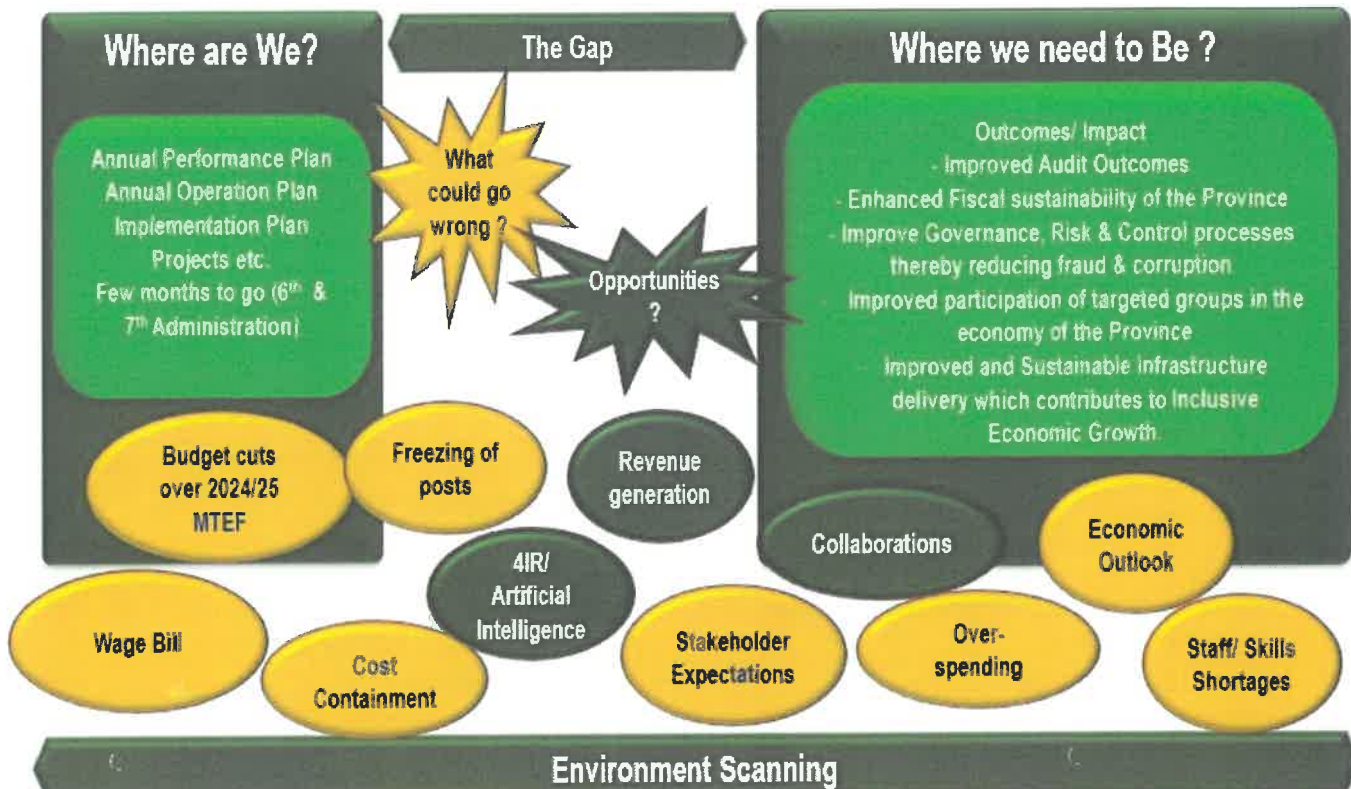 Where are We?
Annual Performance Plan
Annual Operation Plan
Implementation Plan
Projects etc.
Few months to go (6th &
7th Administration)
The Gap
What
could go
wrong ?
Opportunities
?
Where we need to Be ?
Outcomes/ Impact
- Improved Audit Outcomes
- Enhanced Fiscal sustainability of the Province
- Improve Governance, Risk & Control processes
thereby reducing fraud & corruption
- Improved participation of targeted groups in the
economy of the Province
- Improved and Sustainable infrastructure
delivery which contributes to Inclusive
Economic Growth.
Budget cuts
over 2024/25
MTEF
Freezing of
posts
Revenue
generation
Collaborations
Economic
Outlook
Wage Bill
Cost
Containment
4IR/
Artificial
Intelligence
Stakeholder
Expectations
Over-
spending
Staff/ Skills
Shortages
Environment Scanning